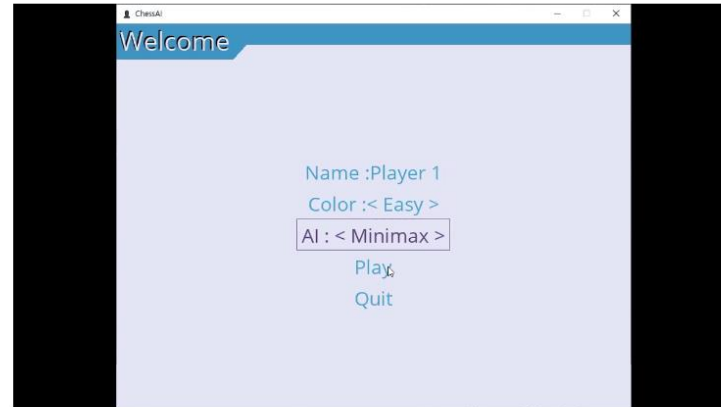 ChessAI
Welcome
Name :Player 1
Color :< Easy >
AI : < Minimax >
Play
Quit